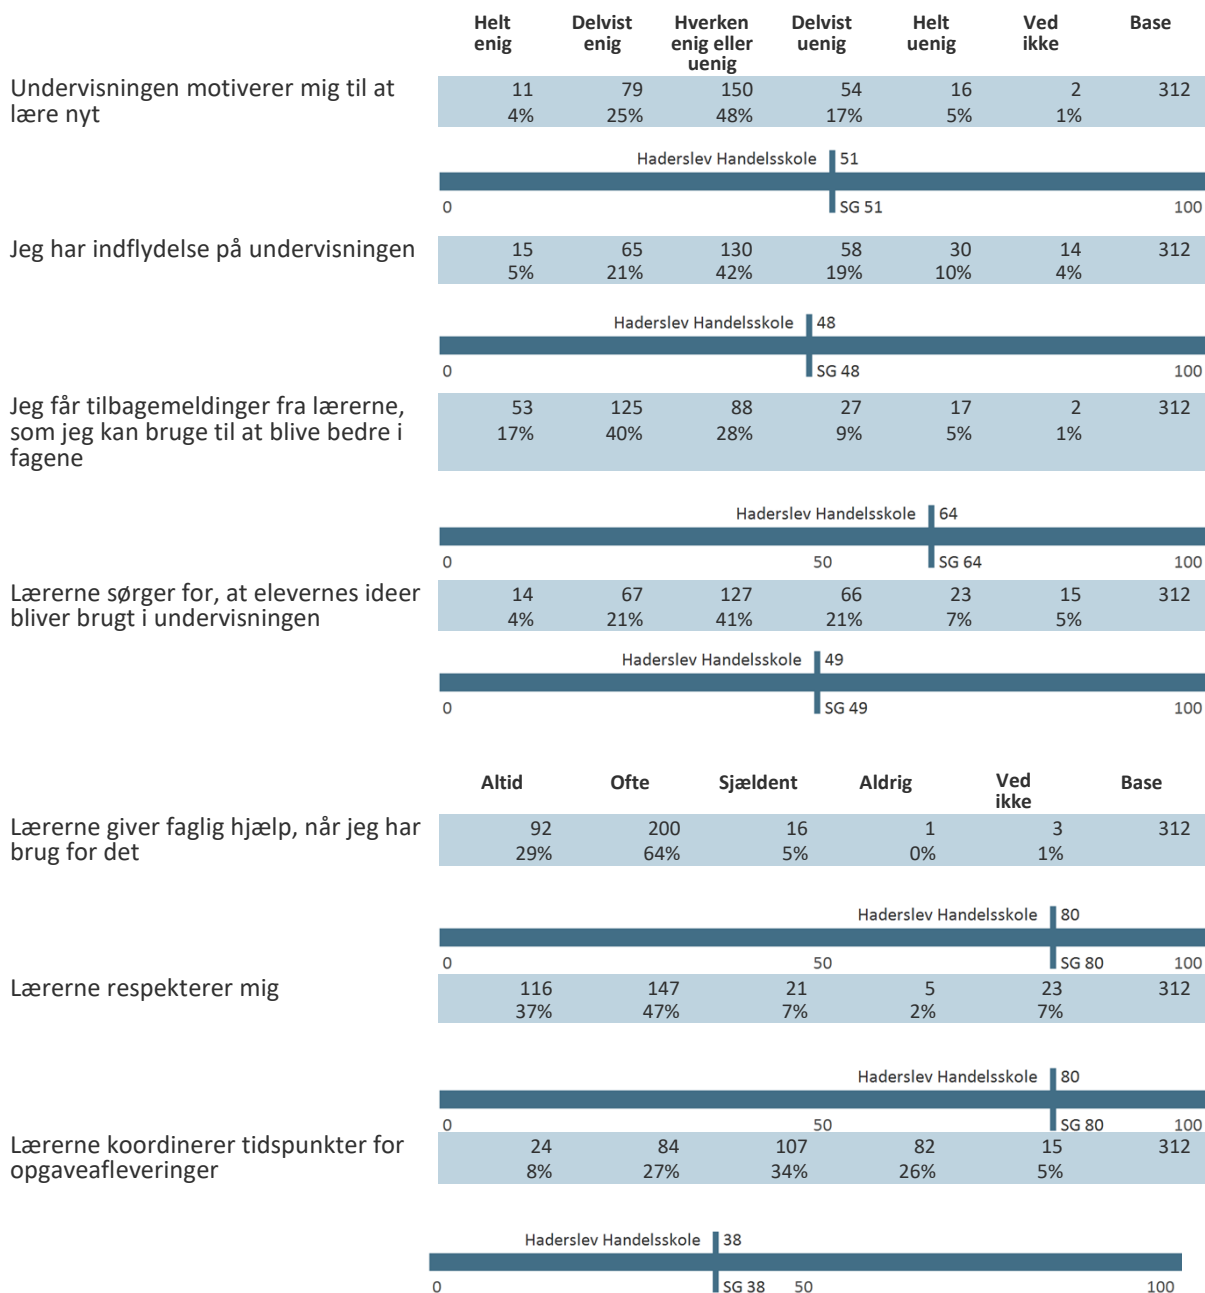 Helt enig Delvist enig Hverken enig eller uenig Delvist uenig Helt uenig Ved ikke Base
Undervisningen motiverer mig til at 11 79 150 54 16 2 312
lære nyt 4% 25% 48% 17% 5% 1%
Haderslev Handelsskole 51
0 SG 51 100
Jeg har indflydelse på undervisningen 15 65 130 58 30 14 312
5% 21% 42% 19% 10% 4%
Haderslev Handelsskole 48
0 SG 48 100
Jeg får tilbagemeldinger fra lærerne, 53 125 88 27 17 2 312
som jeg kan bruge til at blive bedre i 17% 40% 28% 9% 5% 1%
fagene
Haderslev Handelsskole 64
0 50 SG 64 100
Lærerne sørger for, at elevernes ideer 14 67 127 66 23 15 312
bliver brugt i undervisningen 4% 21% 41% 21% 7% 5%
Haderslev Handelsskole 49
0 SG 49 100
Altid Ofte Sjældent Aldrig Ved ikke Base
Lærerne giver faglig hjælp, når jeg har 92 200 16 1 3 312
brug for det 29% 64% 5% 0% 1%
Haderslev Handelsskole 80
0 50 SG 80 100
Lærerne respekterer mig 116 147 21 5 23 312
37% 47% 7% 2% 7%
Haderslev Handelsskole 80
0 50 SG 80 100
Lærerne koordinerer tidspunkter for 24 84 107 82 15 312
opgaveafleveringer 8% 27% 34% 26% 5%
Haderslev Handelsskole 38
0 SG 38 50 100